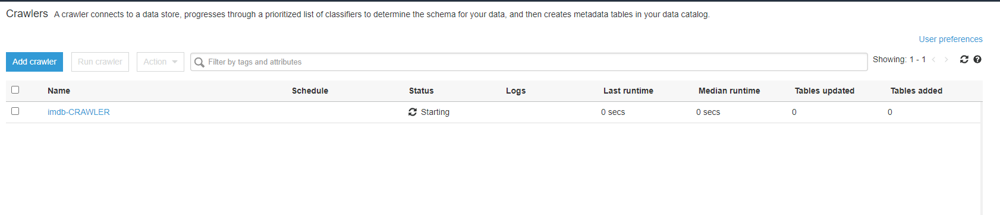 Crawlers A crawler connects to a data store, progresses through a prioritized list of classifiers to determine the schema for your data, and then creates metadata tables in your data catalog.
User preferences
Add crawler Run crawler Action Filter by tags and attributes Showing: 1 - 1
Name Schedule Status Logs Last runtime Median runtime Tables updated Tables added
imdb-CRAWLER Starting 0 secs 0 secs 0 0